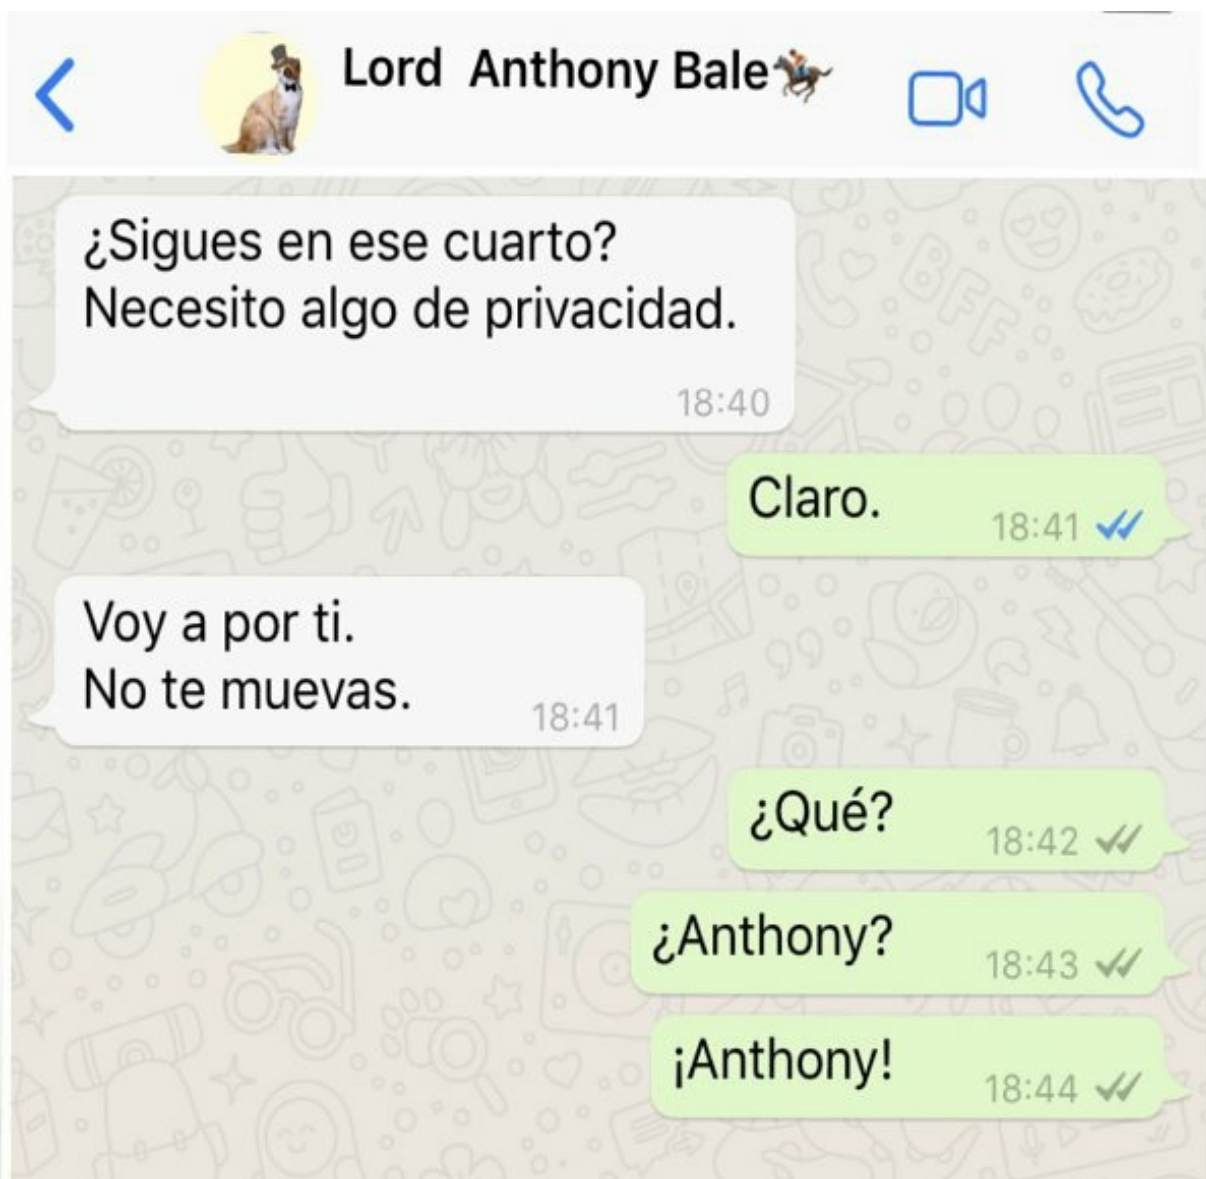 Lord Anthony Bale🏇
¿Sigues en ese cuarto?
Necesito algo de privacidad.
18:40
Claro.
18:41
Voy a por ti.
No te muevas.
18:41
¿Qué?
18:42
¿Anthony?
18:43
¡Anthony!
18:44
BFF